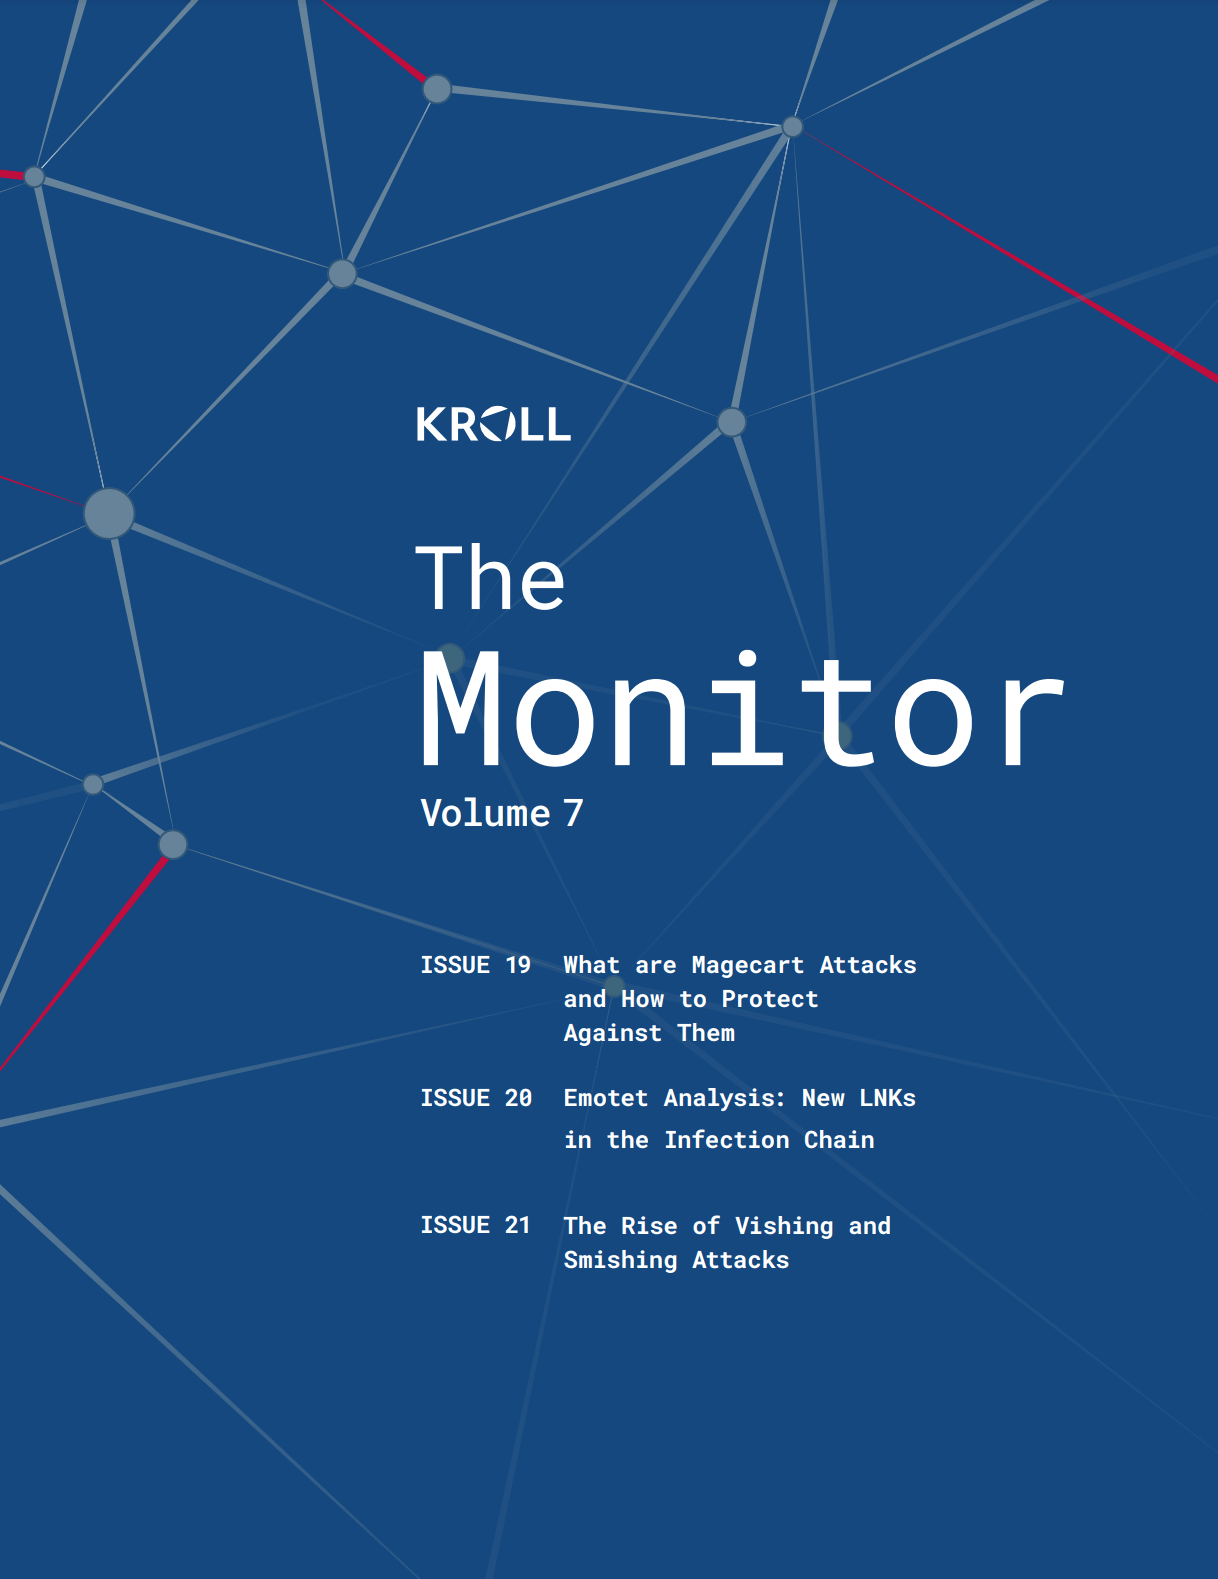 KROLL
The
Monitor
Volume 7
ISSUE 19 What are Magecart Attacks
and How to Protect
Against Them
ISSUE 20 Emotet Analysis: New LNKs
in the Infection Chain
ISSUE 21 The Rise of Vishing and
Smishing Attacks